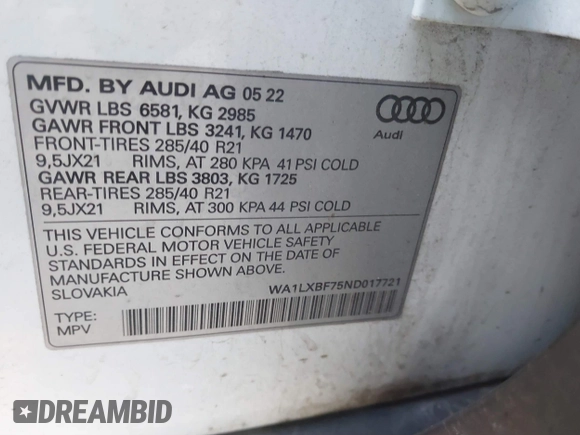 MFD. BY AUDI AG 05 22
GVWR LBS 6581, KG 2985
GAWR FRONT LBS 3241, KG 1470
FRONT-TIRES 285/40 R21
9,5JX21 RIMS, AT 280 KPA 41 PSI COLD
GAWR REAR LBS 3803, KG 1725
REAR-TIRES 285/40 R21
9,5JX21 RIMS, AT 300 KPA 44 PSI COLD
Audi
THIS VEHICLE CONFORMS TO ALL APPLICABLE
U.S. FEDERAL MOTOR VEHICLE SAFETY
STANDARDS IN EFFECT ON THE DATE OF
MANUFACTURE SHOWN ABOVE.
SLOVAKIA WA1LXBF75ND017721
TYPE:
MPV
DREAMBID